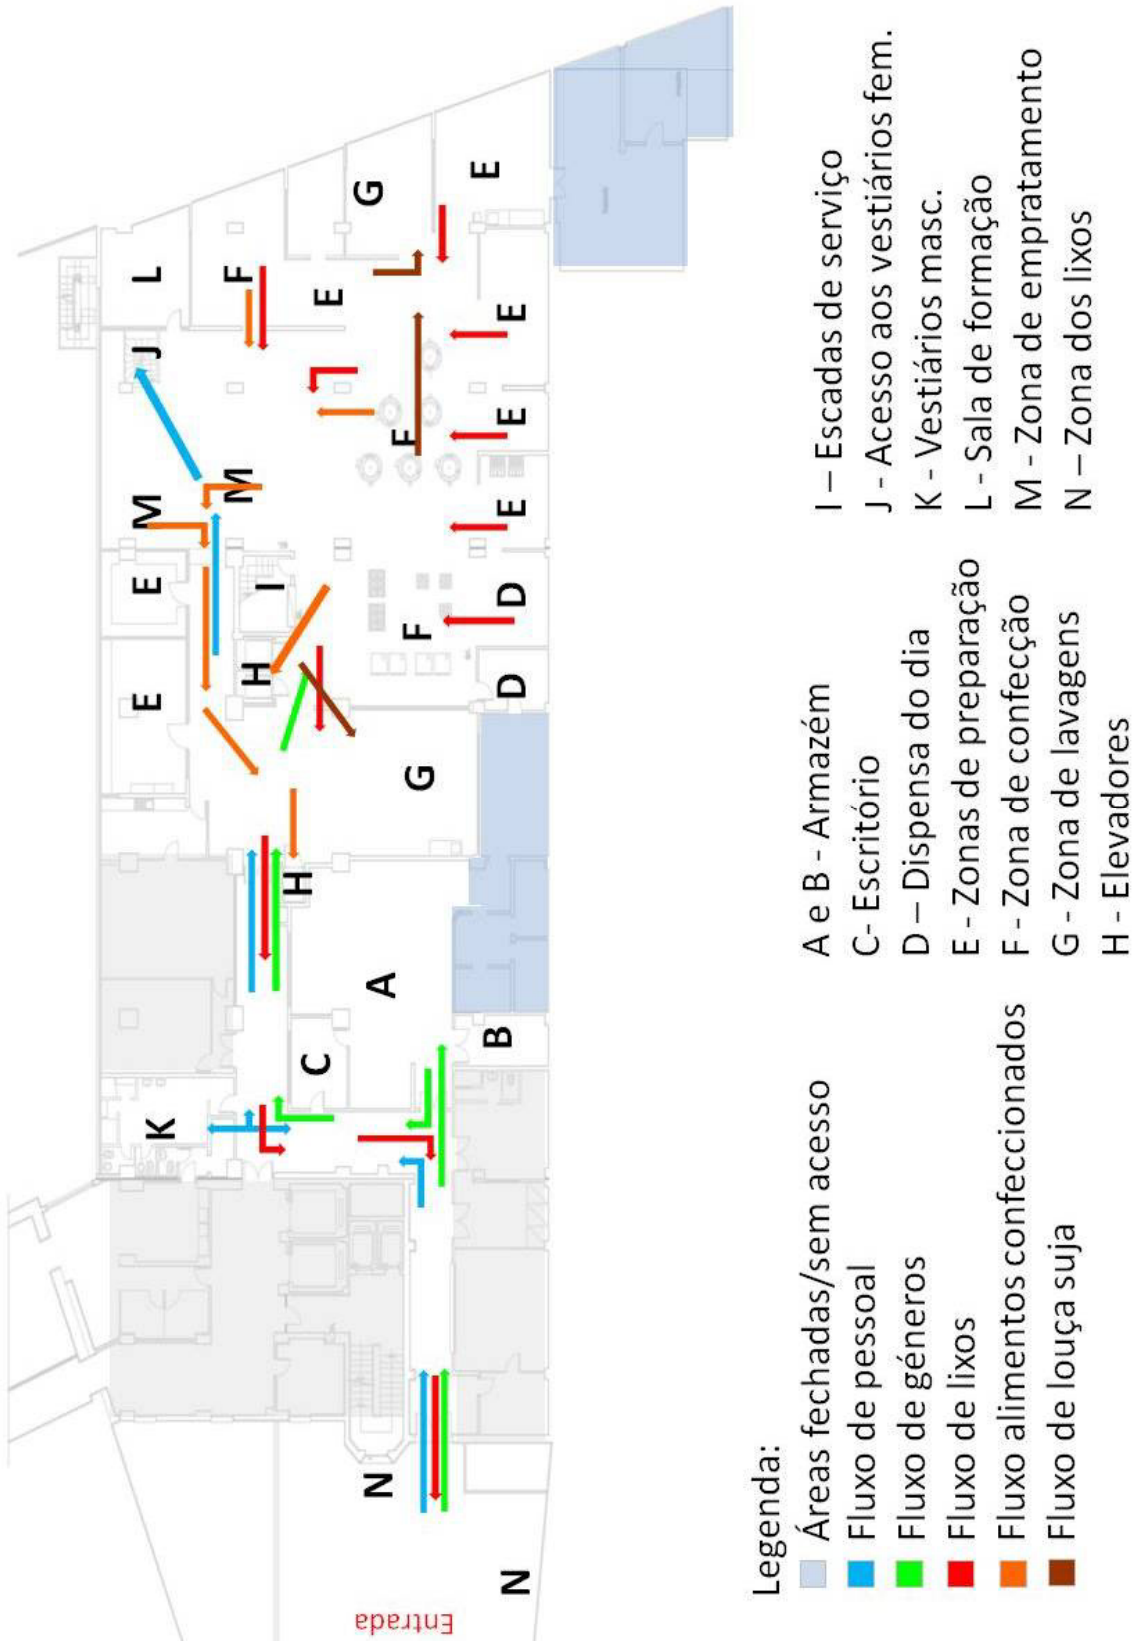 K
E
E
M
J
L
H
I
M
F
H
C
E
G
N
A
Entrada
F
G
F
E
B
N
D
D
E
E
E
Legenda:
Áreas fechadas/sem acesso
Fluxo de pessoal
Fluxo de géneros
Fluxo de lixos
Fluxo alimentos confeccionados
Fluxo de louça suja
A e B - Armazém
C- Escritório
D – Dispensa do dia
E - Zonas de preparação
F - Zona de confecção
G - Zona de lavagens
H - Elevadores
I – Escadas de serviço
J - Acesso aos vestiários fem.
K - Vestiários masc.
L - Sala de formação
M - Zona de empratamento
N – Zona dos lixos